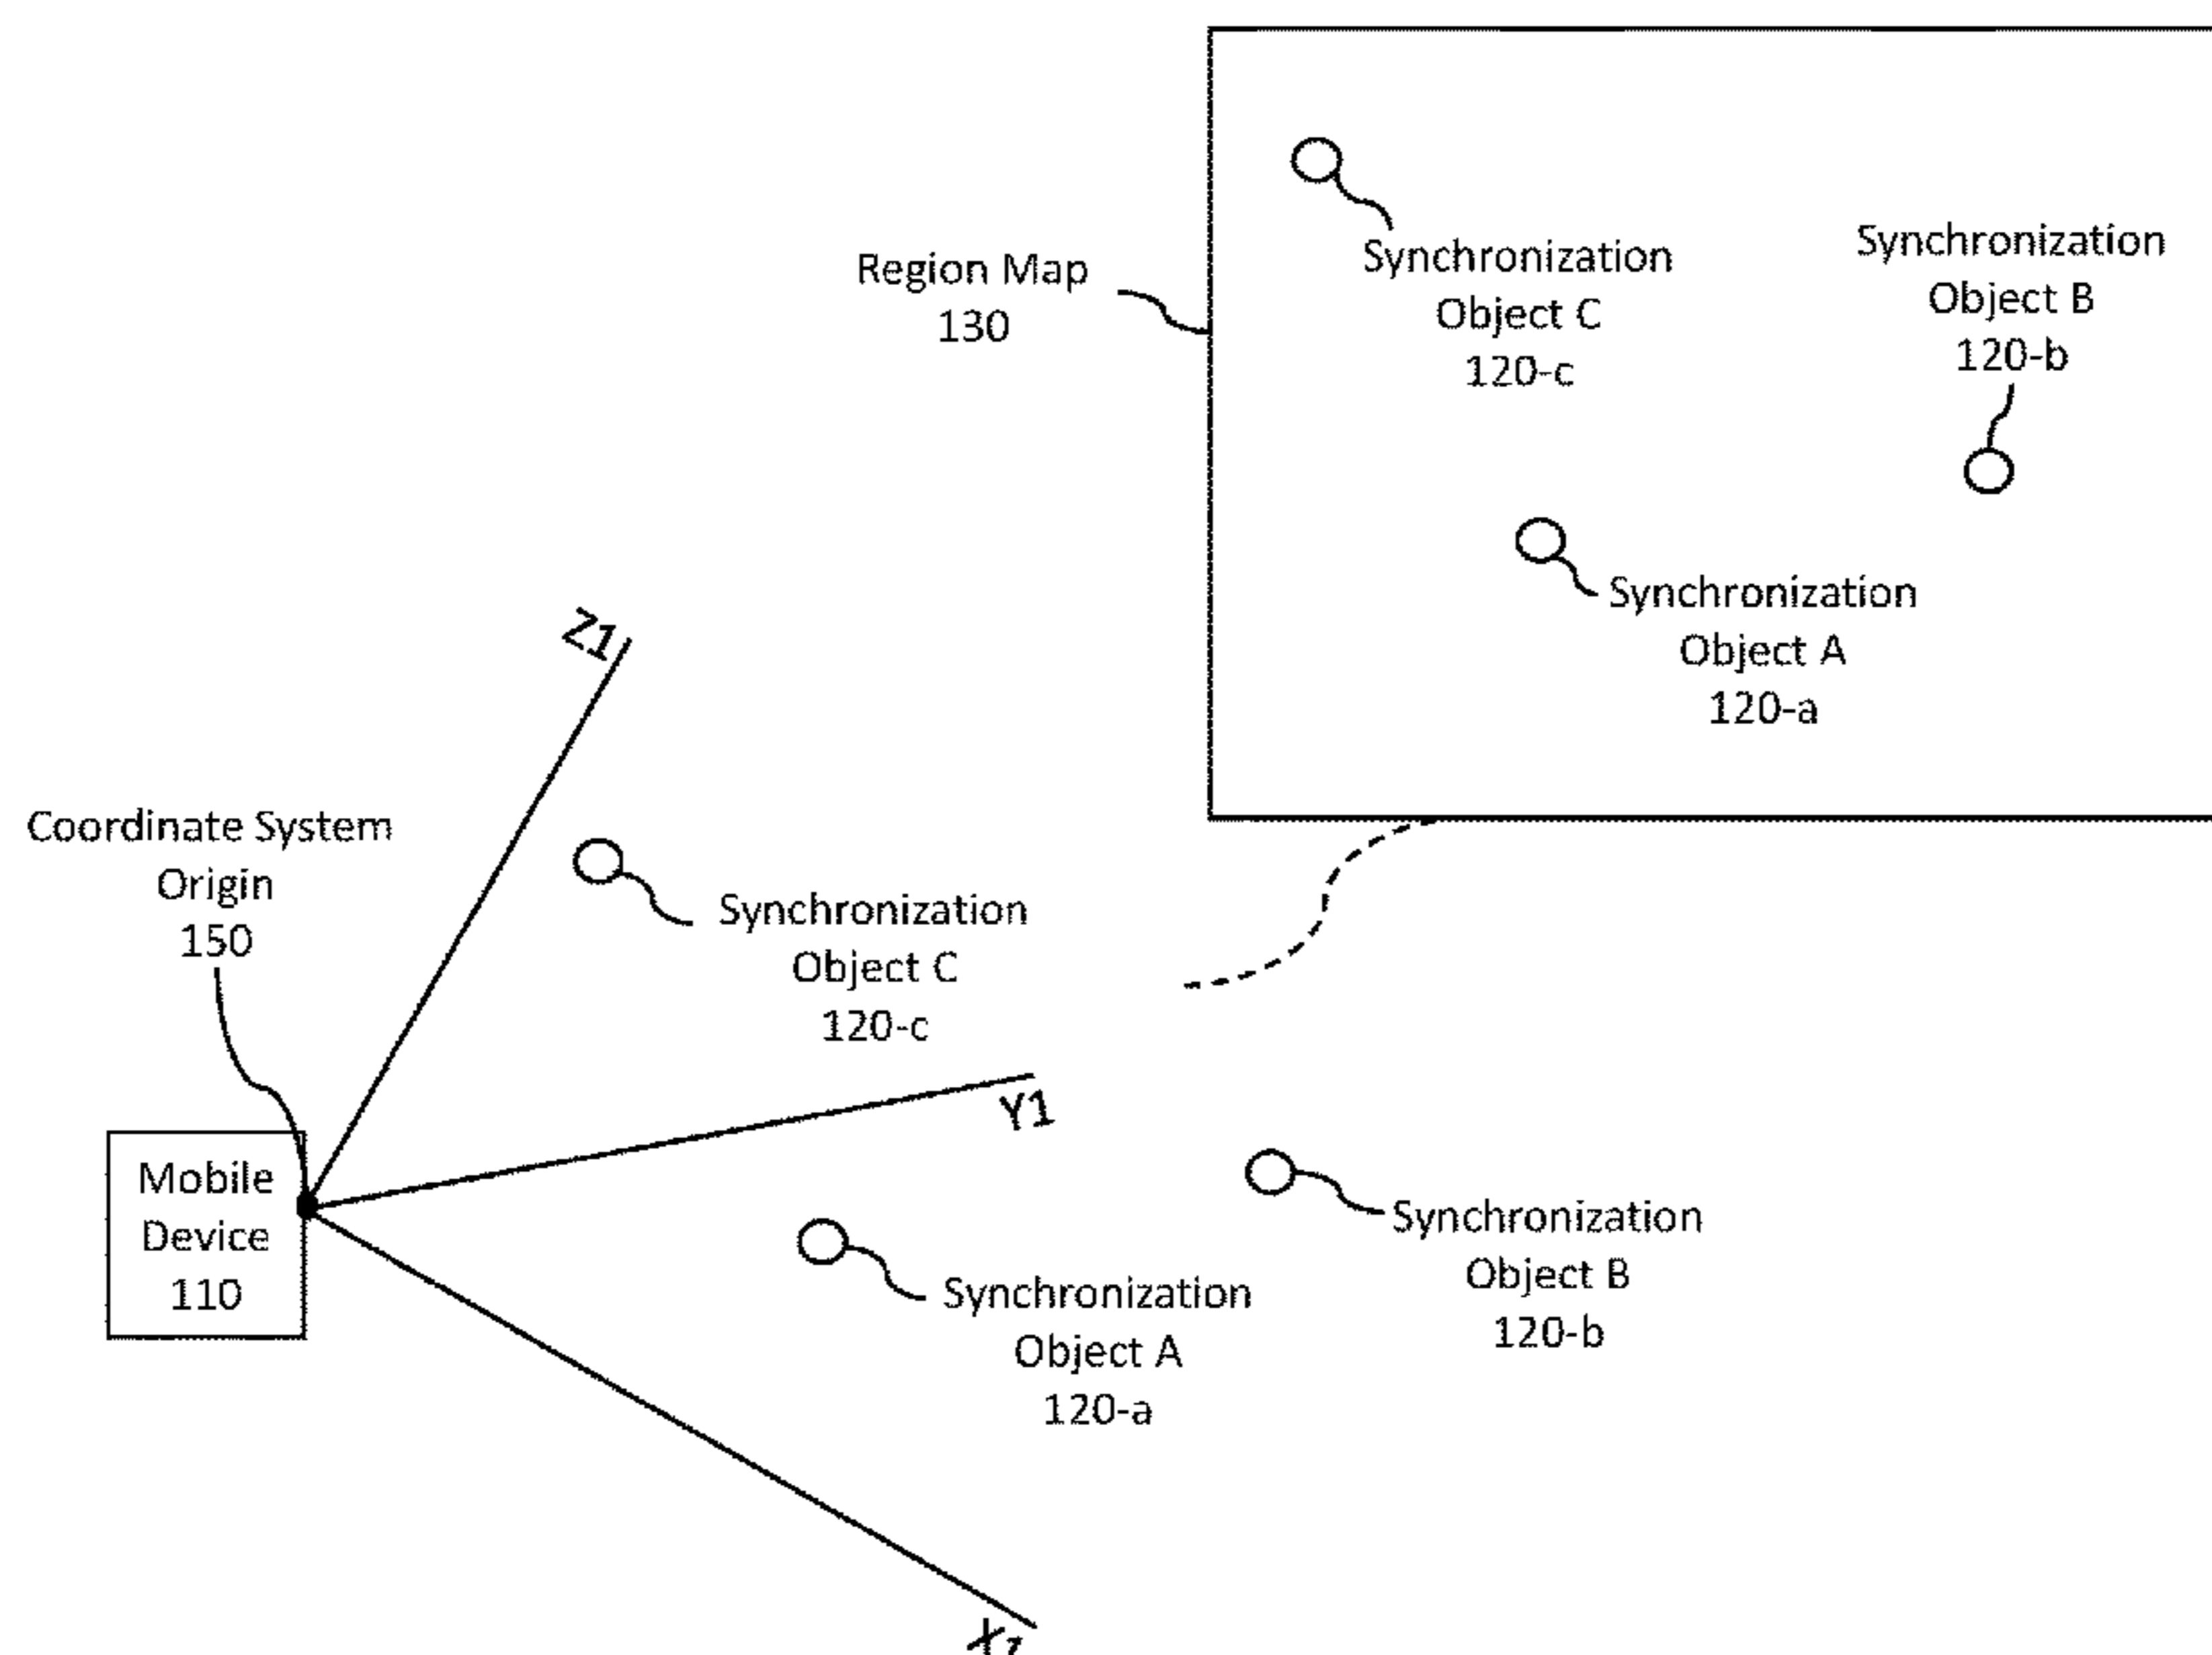 Region Map
130
Synchronization
Object C
120-c
Synchronization
Object B
120-b
Synchronization
Object A
120-a
Z1
Coordinate System
Origin
150
Synchronization
Object C
120-c
Y1
Mobile
Device
110
Synchronization
Object A
120-a
Synchronization
Object B
120-b
X1